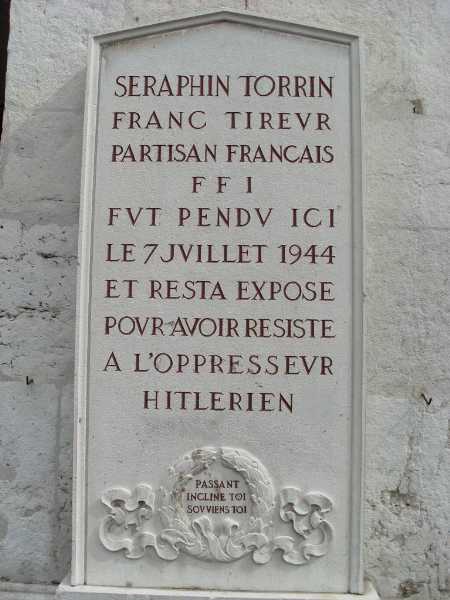 SERAPHIN TORRIN
FRANC TIREVR
PARTISAN FRANCAIS
F F I
FVT PENDV ICI
LE 7 JVILLET 1944
ET RESTA EXPOSE
POVR AVOIR RESISTE
A L'OPPRESSEVR
HITLERIEN
PASSANT
INCLINE TOI
SOVVIENS TOI